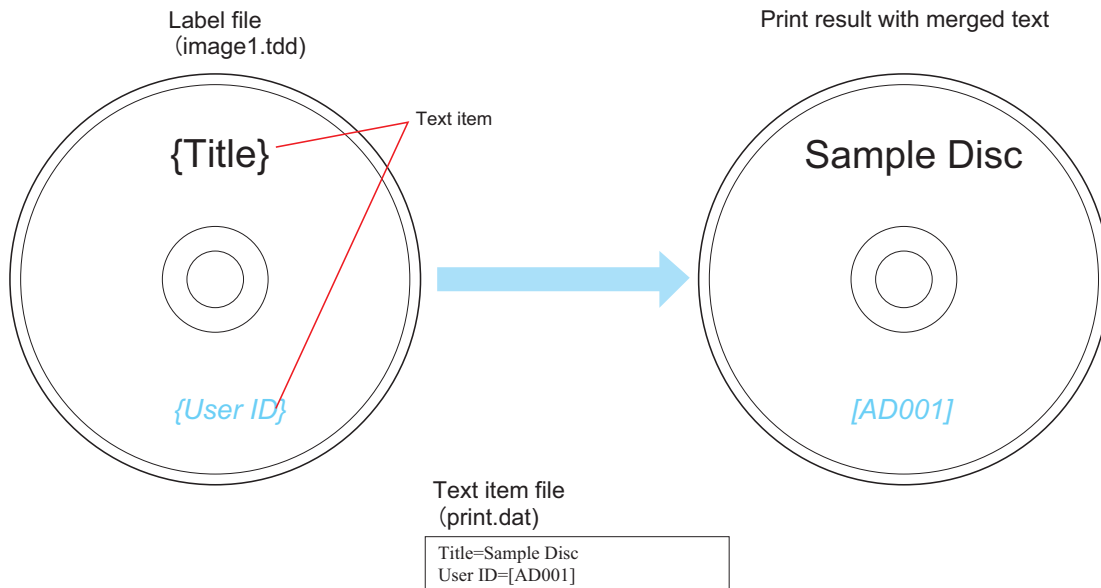 Label file
（image1.tdd)
Print result with merged text
Text item
{Title}
Sample Disc
{User ID}
[AD001]
Text item file
（print.dat)
Title=Sample Disc
User ID=[AD001]